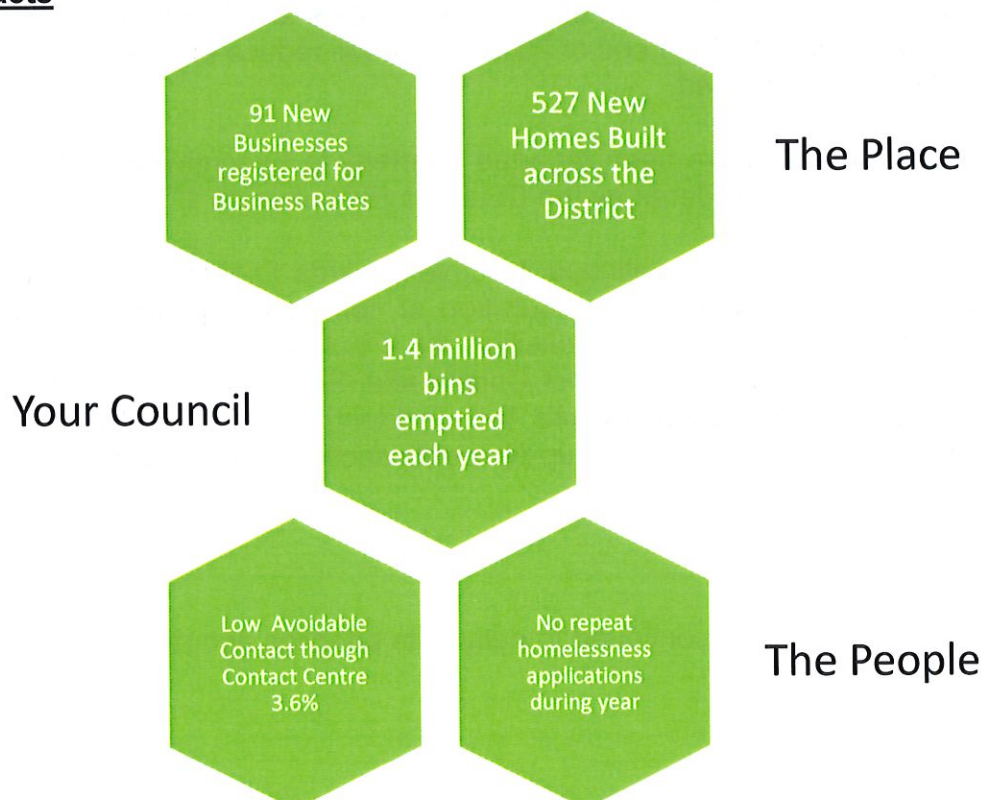 91 New
Businesses
registered for
Business Rates
527 New
Homes Built
across the
District
The Place
Your Council
1.4 million
bins
emptied
each year
Low Avoidable
Contact though
Contact Centre
3.6%
No repeat
homelessness
applications
during year
The People